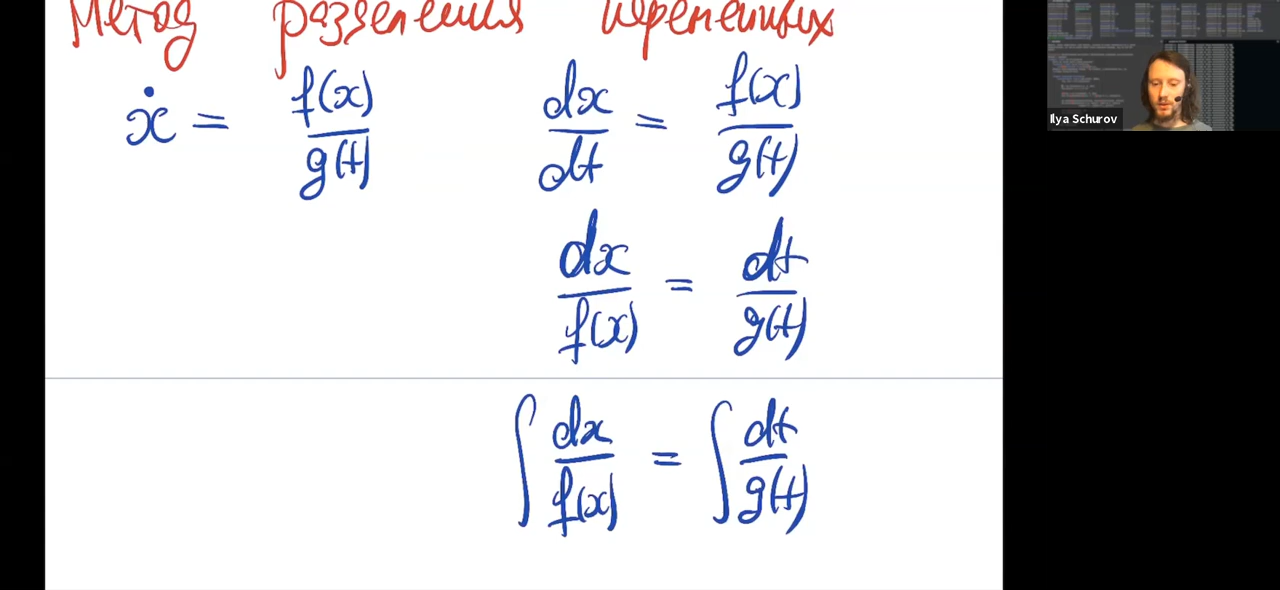 Метод разделения переменных
ẋ = f(x)/g(t) dx/dt = f(x)/g(t)
dx/f(x) = dt/g(t)
∫ dx/f(x) = ∫ dt/g(t)
Ilya Schurov